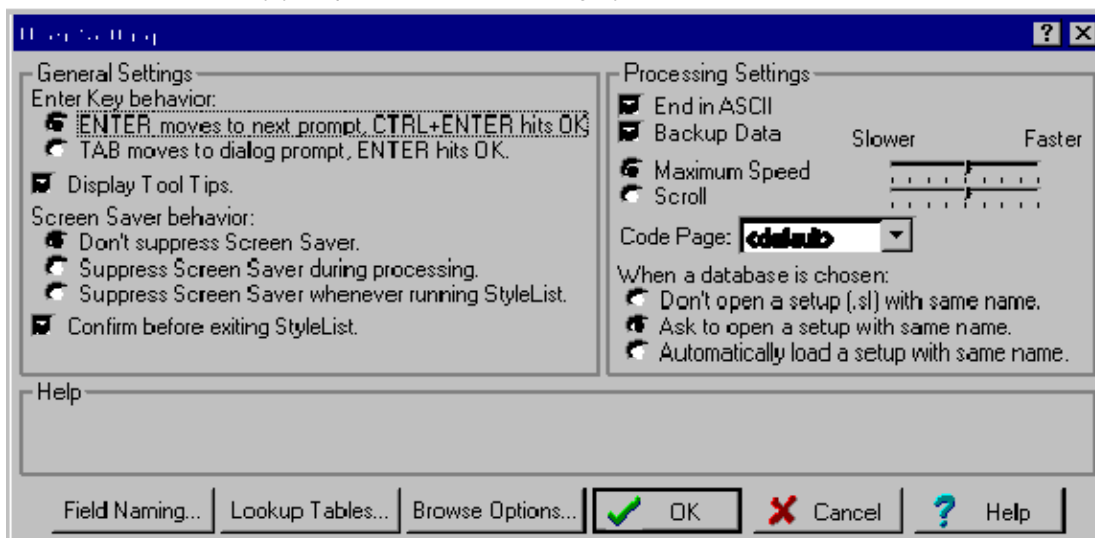 General Settings
Enter Key behavior:
ENTER moves to next prompt, CTRL+ENTER hits OK
TAB moves to dialog prompt, ENTER hits OK.
Display Tool Tips.
Screen Saver behavior:
Don't suppress Screen Saver.
Suppress Screen Saver during processing.
Suppress Screen Saver whenever running StyleList.
Confirm before exiting StyleList.
Processing Settings
End in ASCII
Backup Data
Slower Faster
Maximum Speed
Scroll
Code Page: <default>
When a database is chosen:
Don't open a setup (.sl) with same name.
Ask to open a setup with same name.
Automatically load a setup with same name.
Help
Field Naming... Lookup Tables... Browse Options... OK Cancel Help